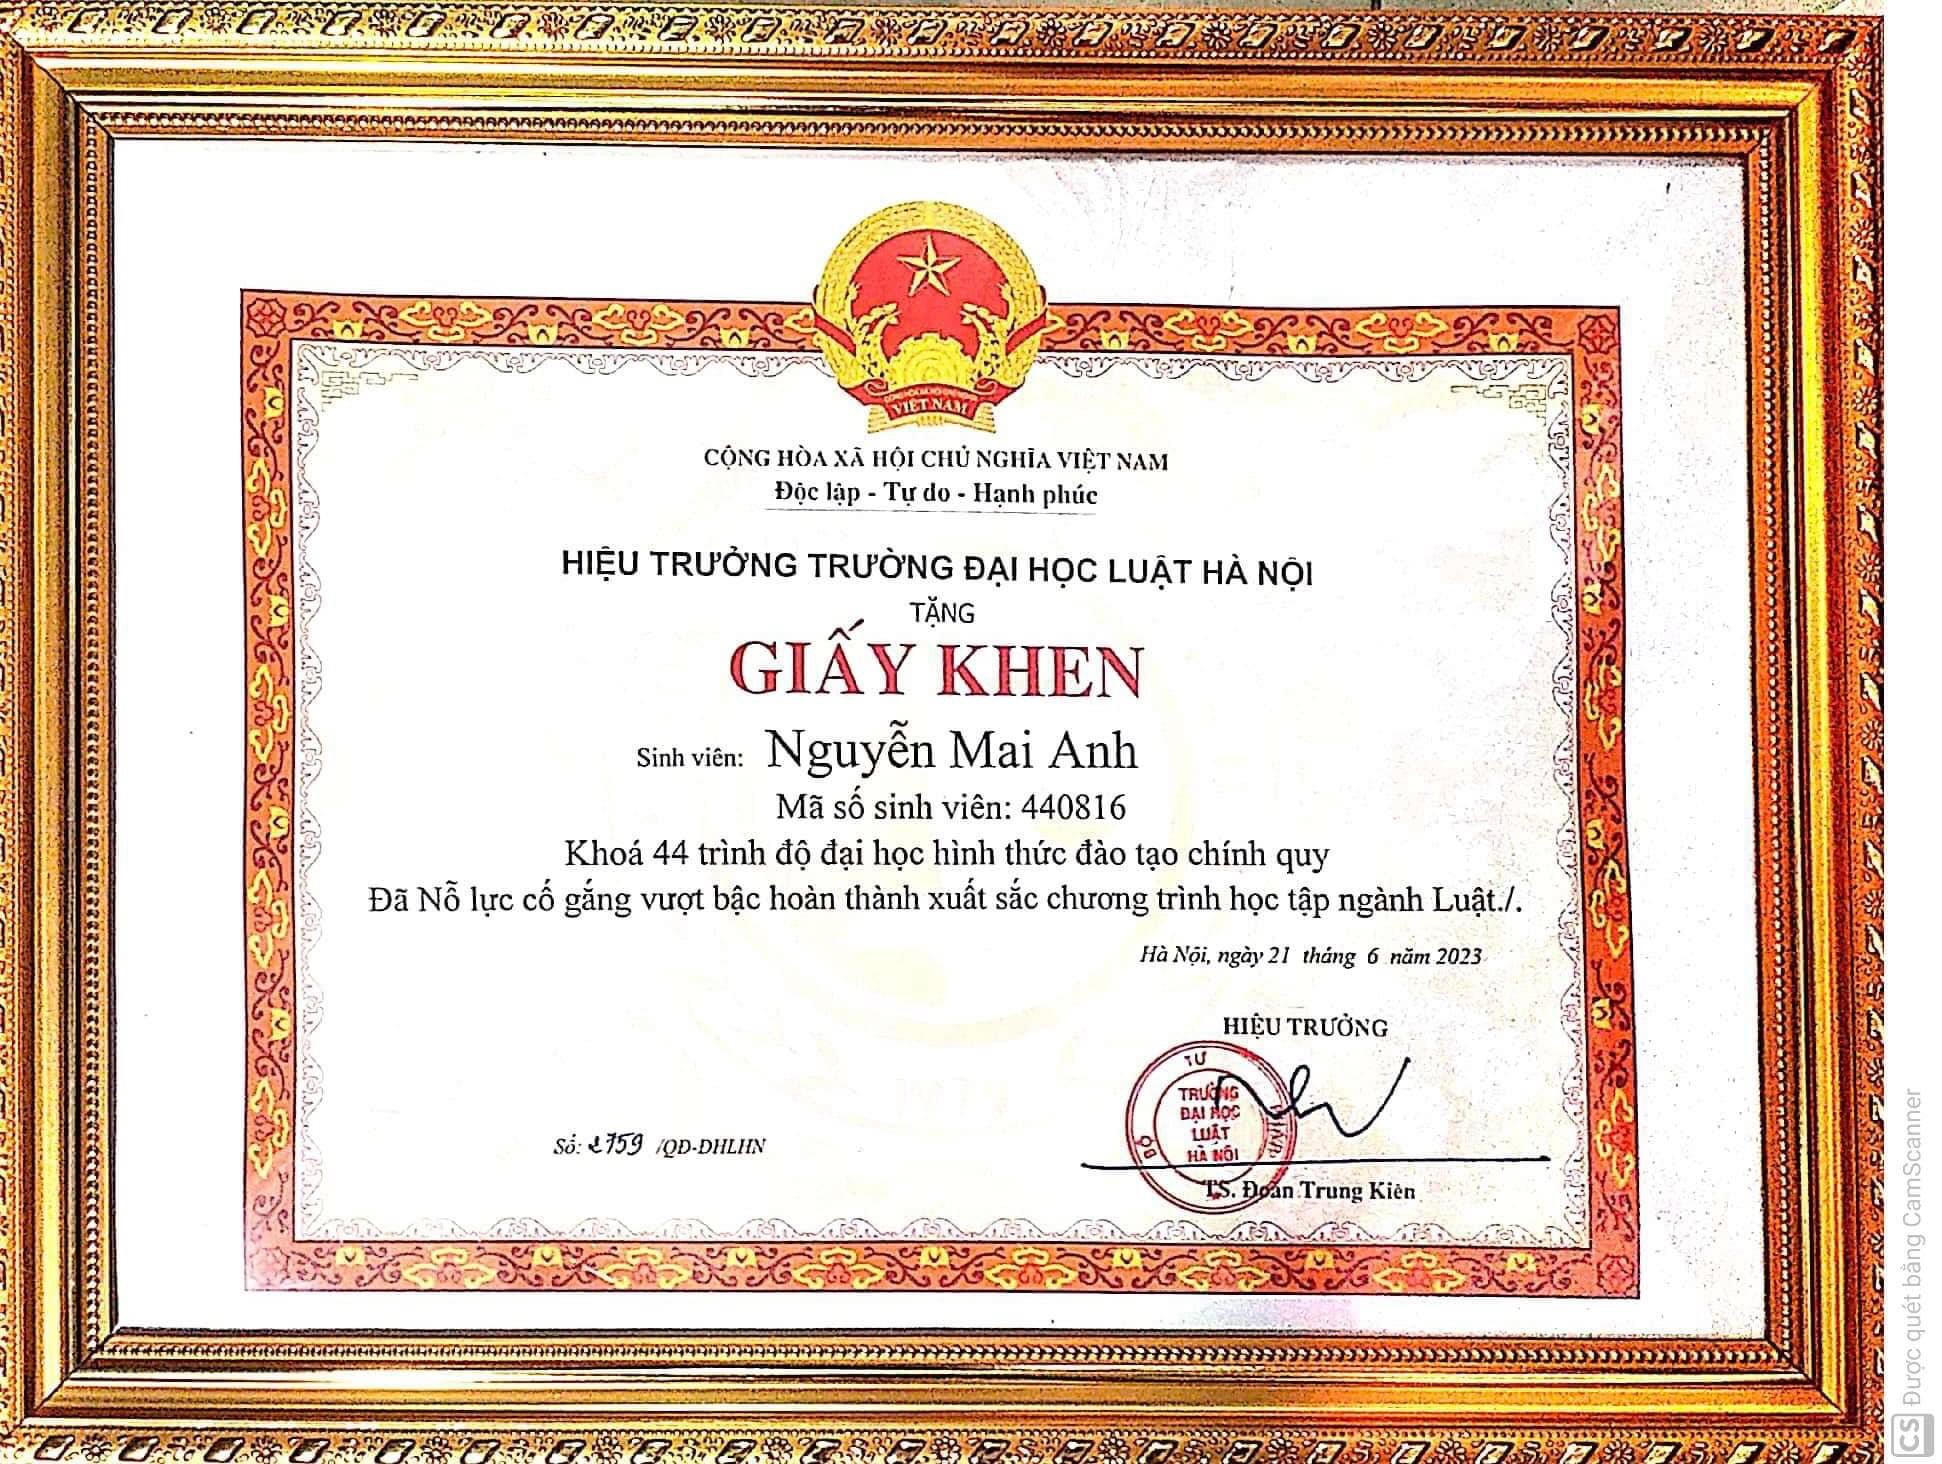 VIỆT NAM
CỘNG HÒA XÃ HỘI CHỦ NGHĨA VIỆT NAM
Độc lập - Tự do - Hạnh phúc
HIỆU TRƯỞNG TRƯỜNG ĐẠI HỌC LUẬT HÀ NỘI
TẶNG
GIẤY KHEN
Sinh viên: Nguyễn Mai Anh
Mã số sinh viên: 440816
Khoá 44 trình độ đại học hình thức đào tạo chính quy
Đã Nỗ lực cố gắng vượt bậc hoàn thành xuất sắc chương trình học tập ngành Luật./.
Hà Nội, ngày 21 tháng 6 năm 2023
HIỆU TRƯỞNG
BỘ TƯ
TRƯỜNG
ĐẠI HỌC
LUẬT
HÀ NỘI
Số: 2759 /QĐ-ĐHLHN
TS. Đoàn Trung Kiên
CS Được quét bằng CamScanner